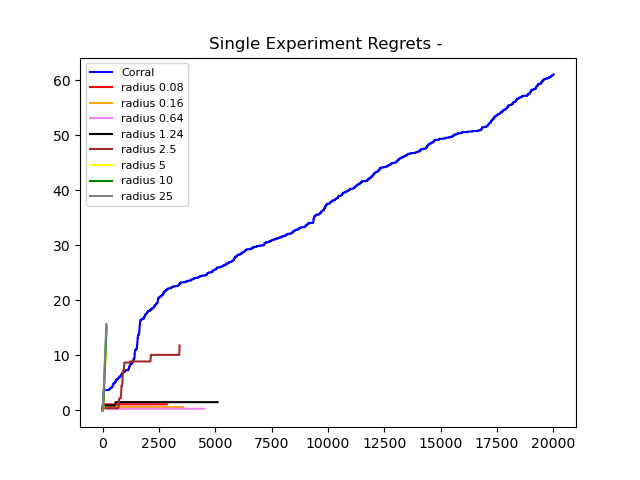 Single Experiment Regrets -
60
50
40
30
20
10
0
Corral
radius 0.08
radius 0.16
radius 0.64
radius 1.24
radius 2.5
radius 5
radius 10
radius 25
0 2500 5000 7500 10000 12500 15000 17500 20000